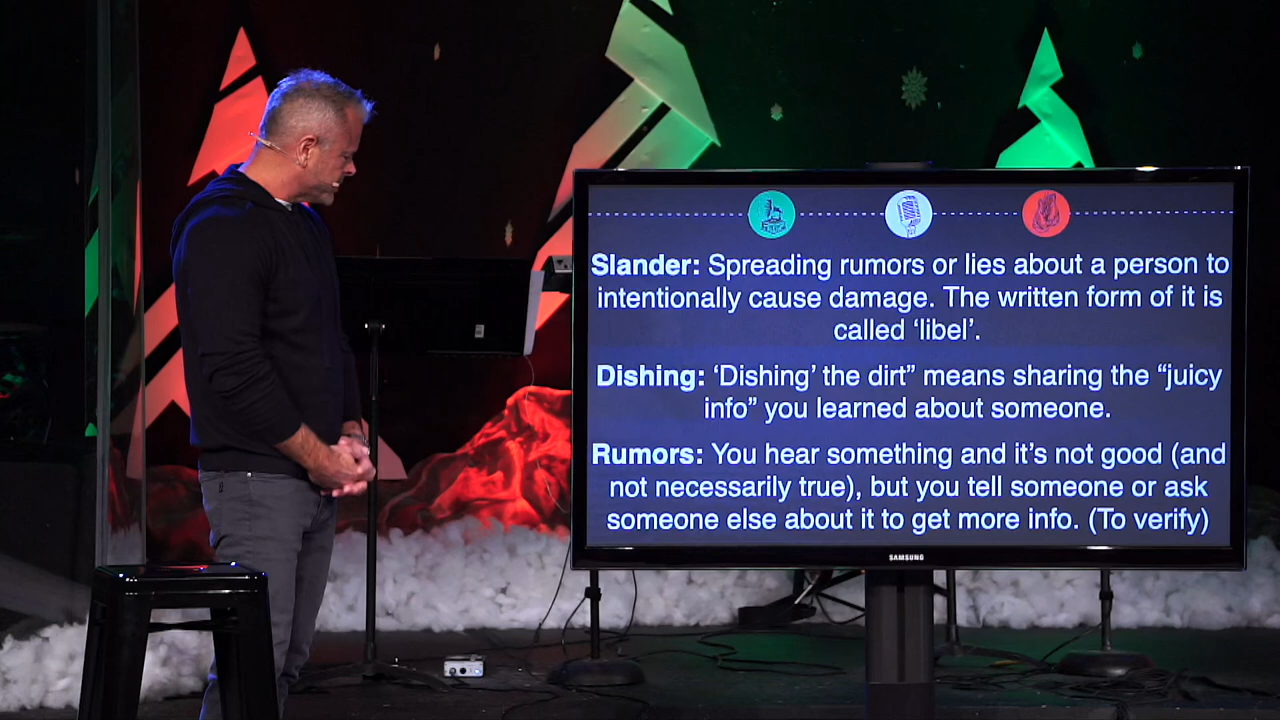 Slander: Spreading rumors or lies about a person to
intentionally cause damage. The written form of it is
called ‘libel’.
Dishing: ‘Dishing’ the dirt” means sharing the “juicy
info” you learned about someone.
Rumors: You hear something and it’s not good (and
not necessarily true), but you tell someone or ask
someone else about it to get more info. (To verify)
SAMSUNG